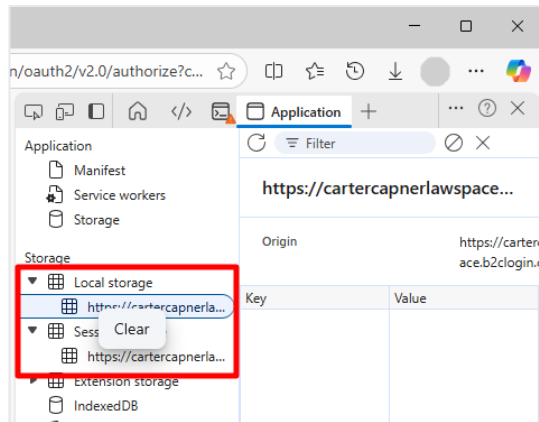 n/oauth2/v2.0/authorize?c...
Application
Application
Filter
Manifest
Service workers
Storage
https://cartercapnerlawspace...
Origin
https://carter
ace.b2clogin.
Storage
Local storage
https://cartercapnerla...
Key
Value
Clear
Sess
https://cartercapnerla...
Extension storage
IndexedDB